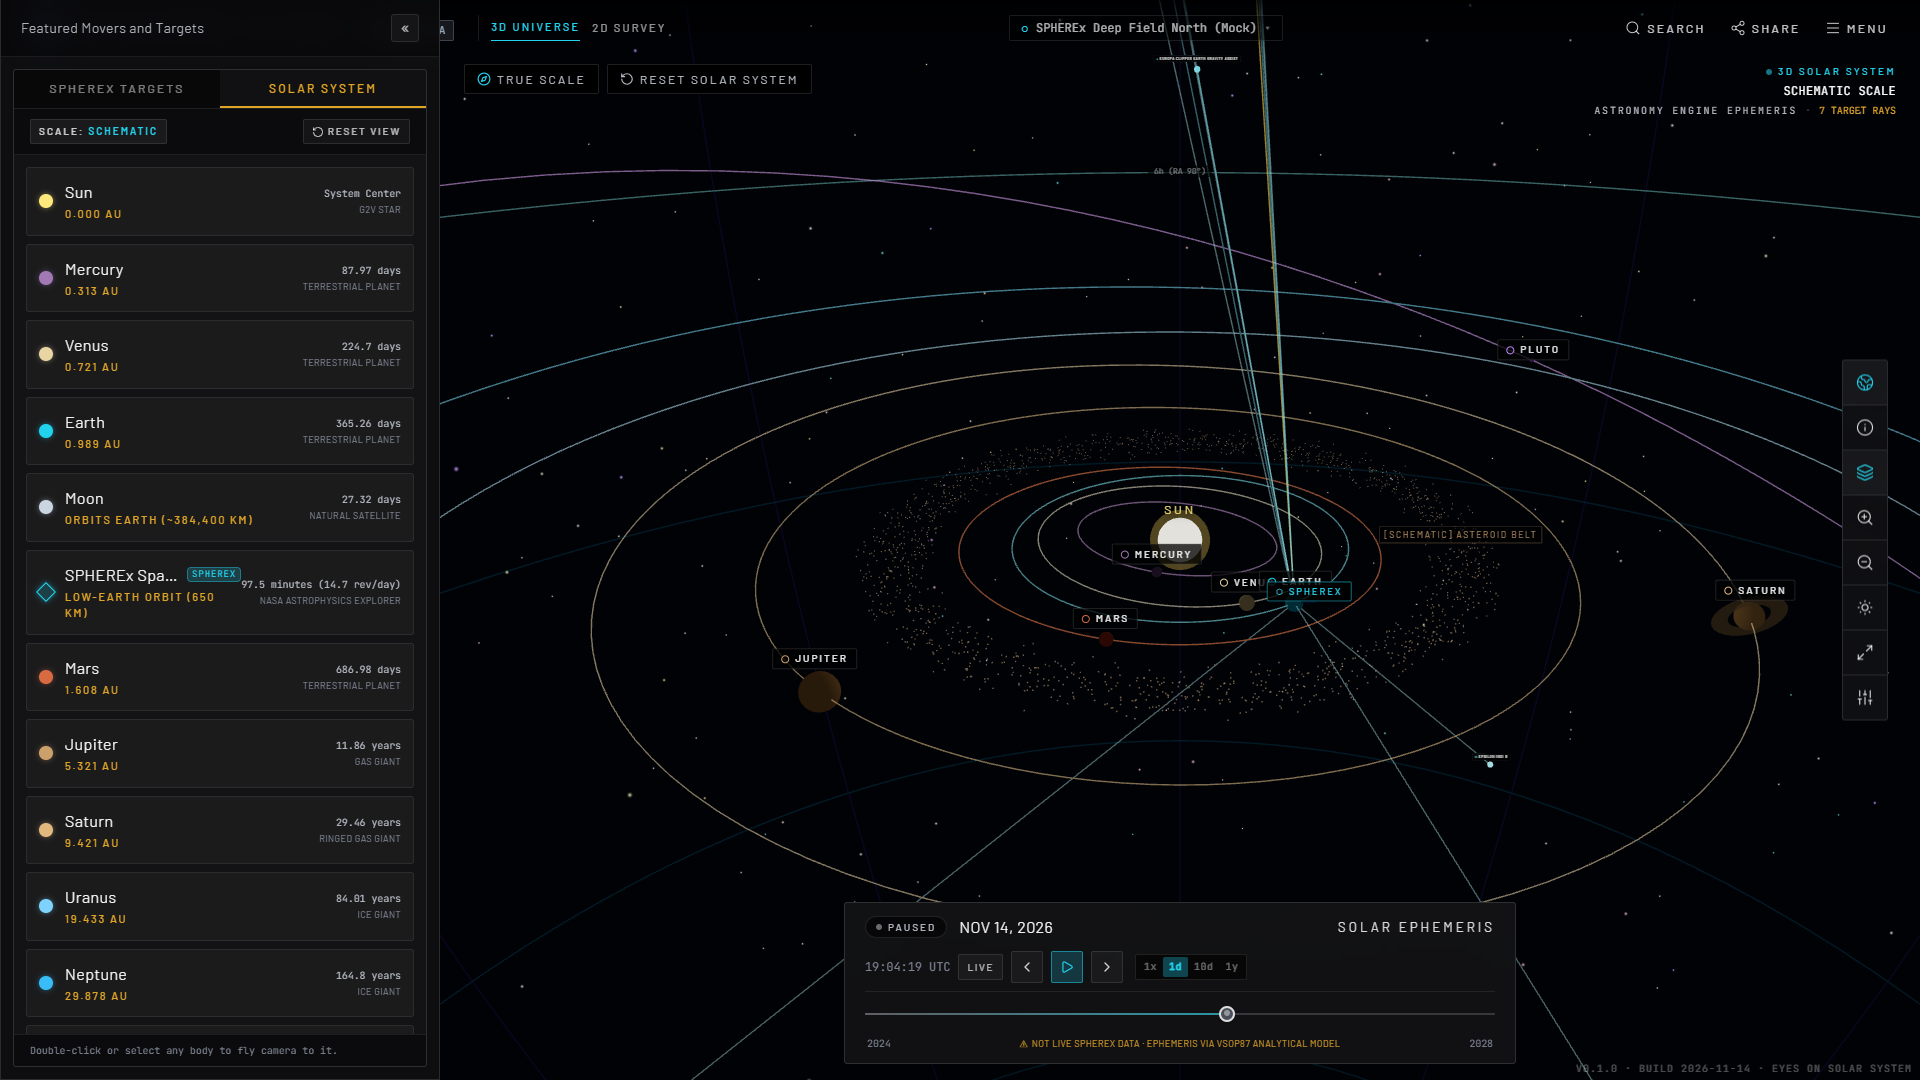 Featured Movers and Targets
«
A
3D UNIVERSE
2D SURVEY
SPHEREx Deep Field North (Mock)
SEARCH
SHARE
MENU
SPHEREX TARGETS
SOLAR SYSTEM
SCALE: SCHEMATIC
RESET VIEW
TRUE SCALE
RESET SOLAR SYSTEM
3D SOLAR SYSTEM
SCHEMATIC SCALE
ASTRONOMY ENGINE EPHEMERIS · 7 TARGET RAYS
Sun
0.000 AU
System Center
G2V STAR
Mercury
0.313 AU
87.97 days
TERRESTRIAL PLANET
Venus
0.721 AU
224.7 days
TERRESTRIAL PLANET
Earth
0.989 AU
365.26 days
TERRESTRIAL PLANET
Moon
ORBITS EARTH (~384,400 KM)
27.32 days
NATURAL SATELLITE
SPHEREx Spa...
SPHEREX
LOW-EARTH ORBIT (650
KM)
97.5 minutes (14.7 rev/day)
NASA ASTROPHYSICS EXPLORER
Mars
1.608 AU
686.98 days
TERRESTRIAL PLANET
Jupiter
5.321 AU
11.86 years
GAS GIANT
Saturn
9.421 AU
29.46 years
RINGED GAS GIANT
Uranus
19.433 AU
84.01 years
ICE GIANT
Neptune
29.878 AU
164.8 years
ICE GIANT
Double-click or select any body to fly camera to it.
EUROPA CLIPPER EARTH GRAVITY ASSIST
6h (RA 90°)
PLUTO
SUN
MERCURY
[SCHEMATIC] ASTEROID BELT
VENU
EARTH
SPHEREX
SATURN
MARS
JUPITER
PAUSED
NOV 14, 2026
SOLAR EPHEMERIS
19:04:19 UTC
LIVE
1x
1d
10d
1y
2024
⚠ NOT LIVE SPHEREX DATA · EPHEMERIS VIA VSOP87 ANALYTICAL MODEL
2028
V0.1.0 · BUILD 2026-11-14 · EYES ON SOLAR SYSTEM